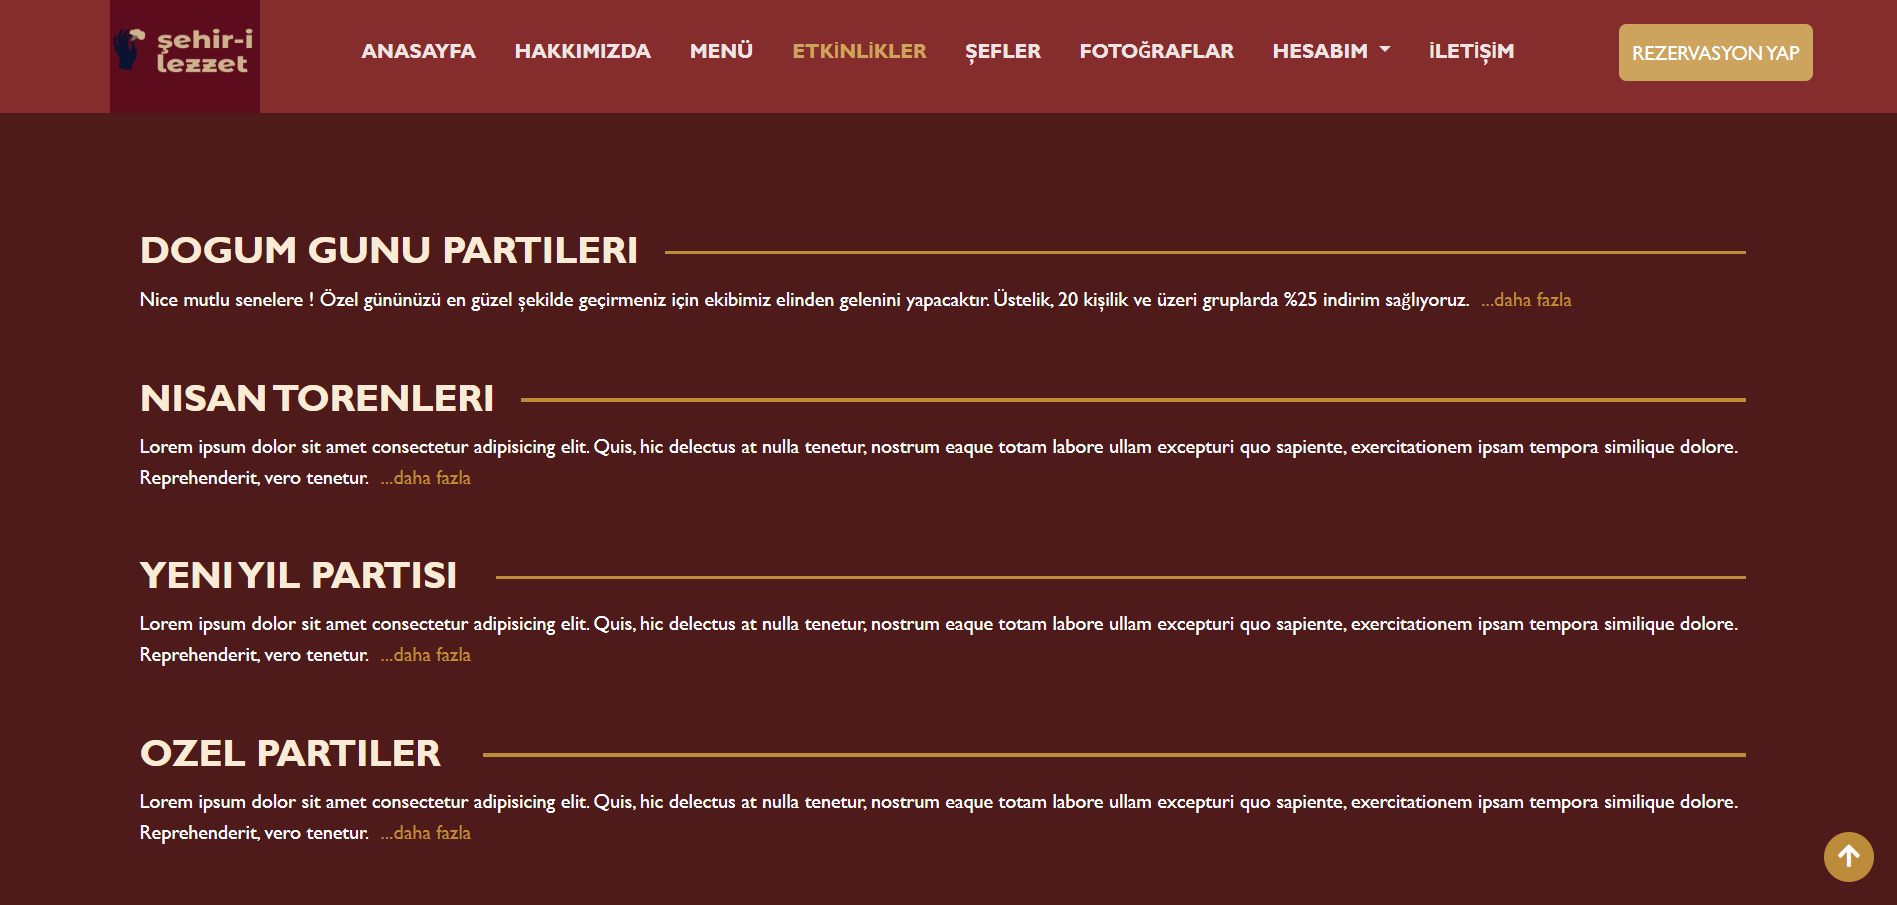 şehir-i
lezzet
ANASAYFA HAKKIMIZDA MENÜ ETKİNLİKLER ŞEFLER FOTOĞRAFLAR HESABIM İLETİŞİM REZERVASYON YAP
DOGUM GUNU PARTILERI
Nice mutlu senelere ! Özel gününüzü en güzel şekilde geçirmeniz için ekibimiz elinden gelenini yapacaktır. Üstelik, 20 kişilik ve üzeri gruplarda %25 indirim sağlıyoruz. ...daha fazla
NISAN TORENLERI
Lorem ipsum dolor sit amet consectetur adipisicing elit. Quis, hic delectus at nulla tenetur, nostrum eaque totam labore ullam excepturi quo sapiente, exercitationem ipsam tempora similique dolore.
Reprehenderit, vero tenetur. ...daha fazla
YENI YIL PARTISI
Lorem ipsum dolor sit amet consectetur adipisicing elit. Quis, hic delectus at nulla tenetur, nostrum eaque totam labore ullam excepturi quo sapiente, exercitationem ipsam tempora similique dolore.
Reprehenderit, vero tenetur. ...daha fazla
OZEL PARTILER
Lorem ipsum dolor sit amet consectetur adipisicing elit. Quis, hic delectus at nulla tenetur, nostrum eaque totam labore ullam excepturi quo sapiente, exercitationem ipsam tempora similique dolore.
Reprehenderit, vero tenetur. ...daha fazla